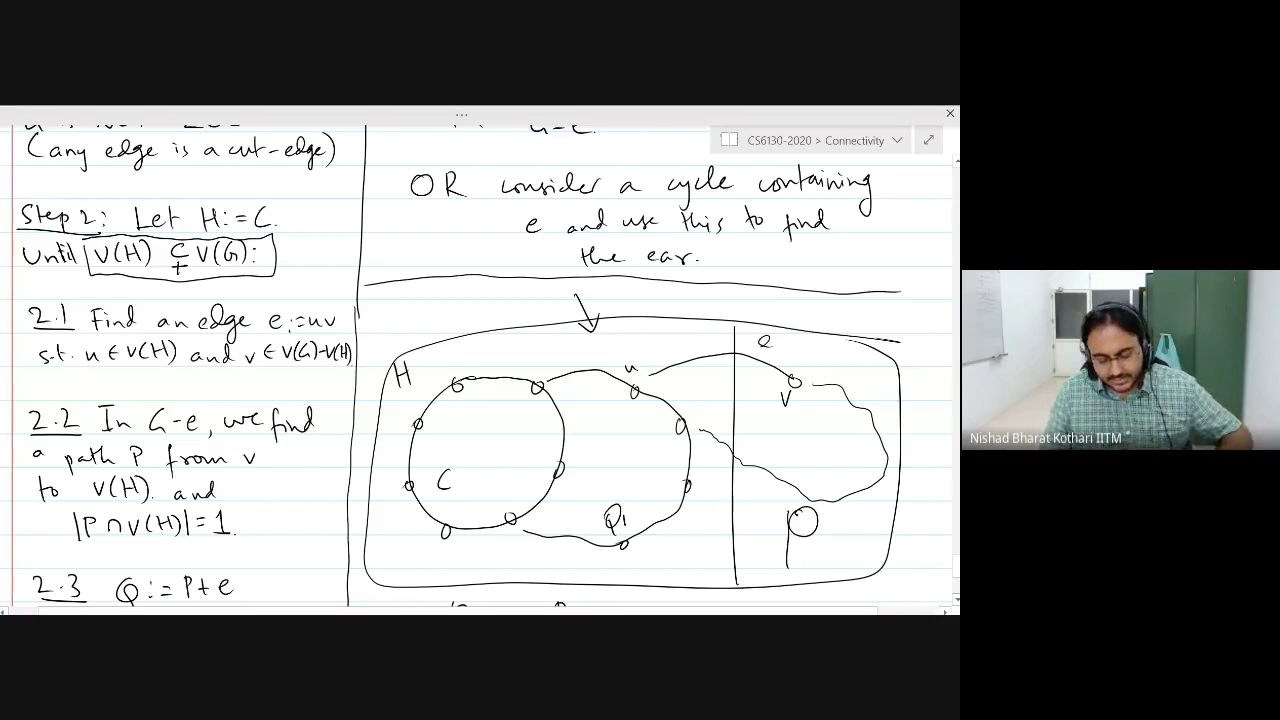 (any edge is a cut-edge)
Step 2: Let H:=C.
Until V(H) ⊊ V(G):
2.1 Find an edge e:=uv
s.t. u ∈ V(H) and v ∈ V(G)-V(H)
2.2 In G-e, we find
a path P from v
to V(H). and
|P ∩ V(H)| = 1.
2.3 Q := P+e
CS6130-2020 > Connectivity
OR consider a cycle containing
e and use this to find
the ear.
H
C
Q1
u
e
v
Nishad Bharat Kothari IITM